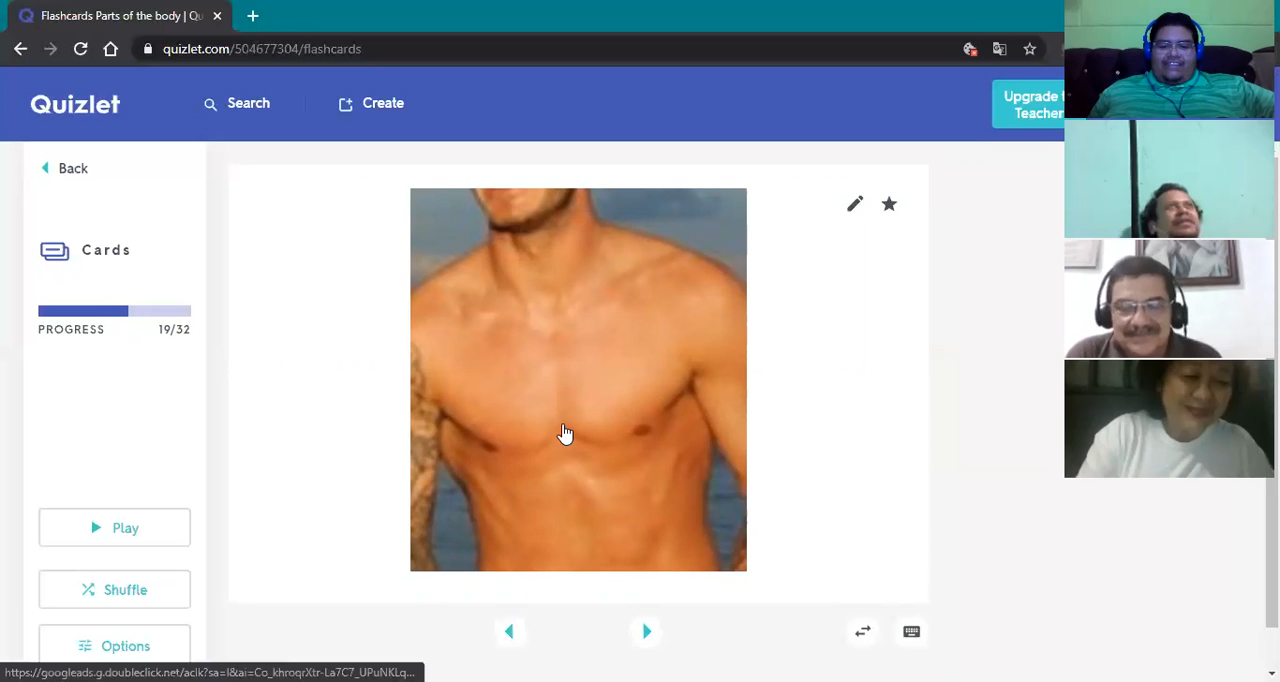 Flashcards Parts of the body | Qu
quizlet.com/504677304/flashcards
Quizlet
Search
Create
Upgrade t
Teacher
Back
Cards
PROGRESS 19/32
Play
Shuffle
Options
https://googleads.g.doubleclick.net/aclk?sa=l&ai=Co_khroqrXtr-La7C7_UPuNKLq...